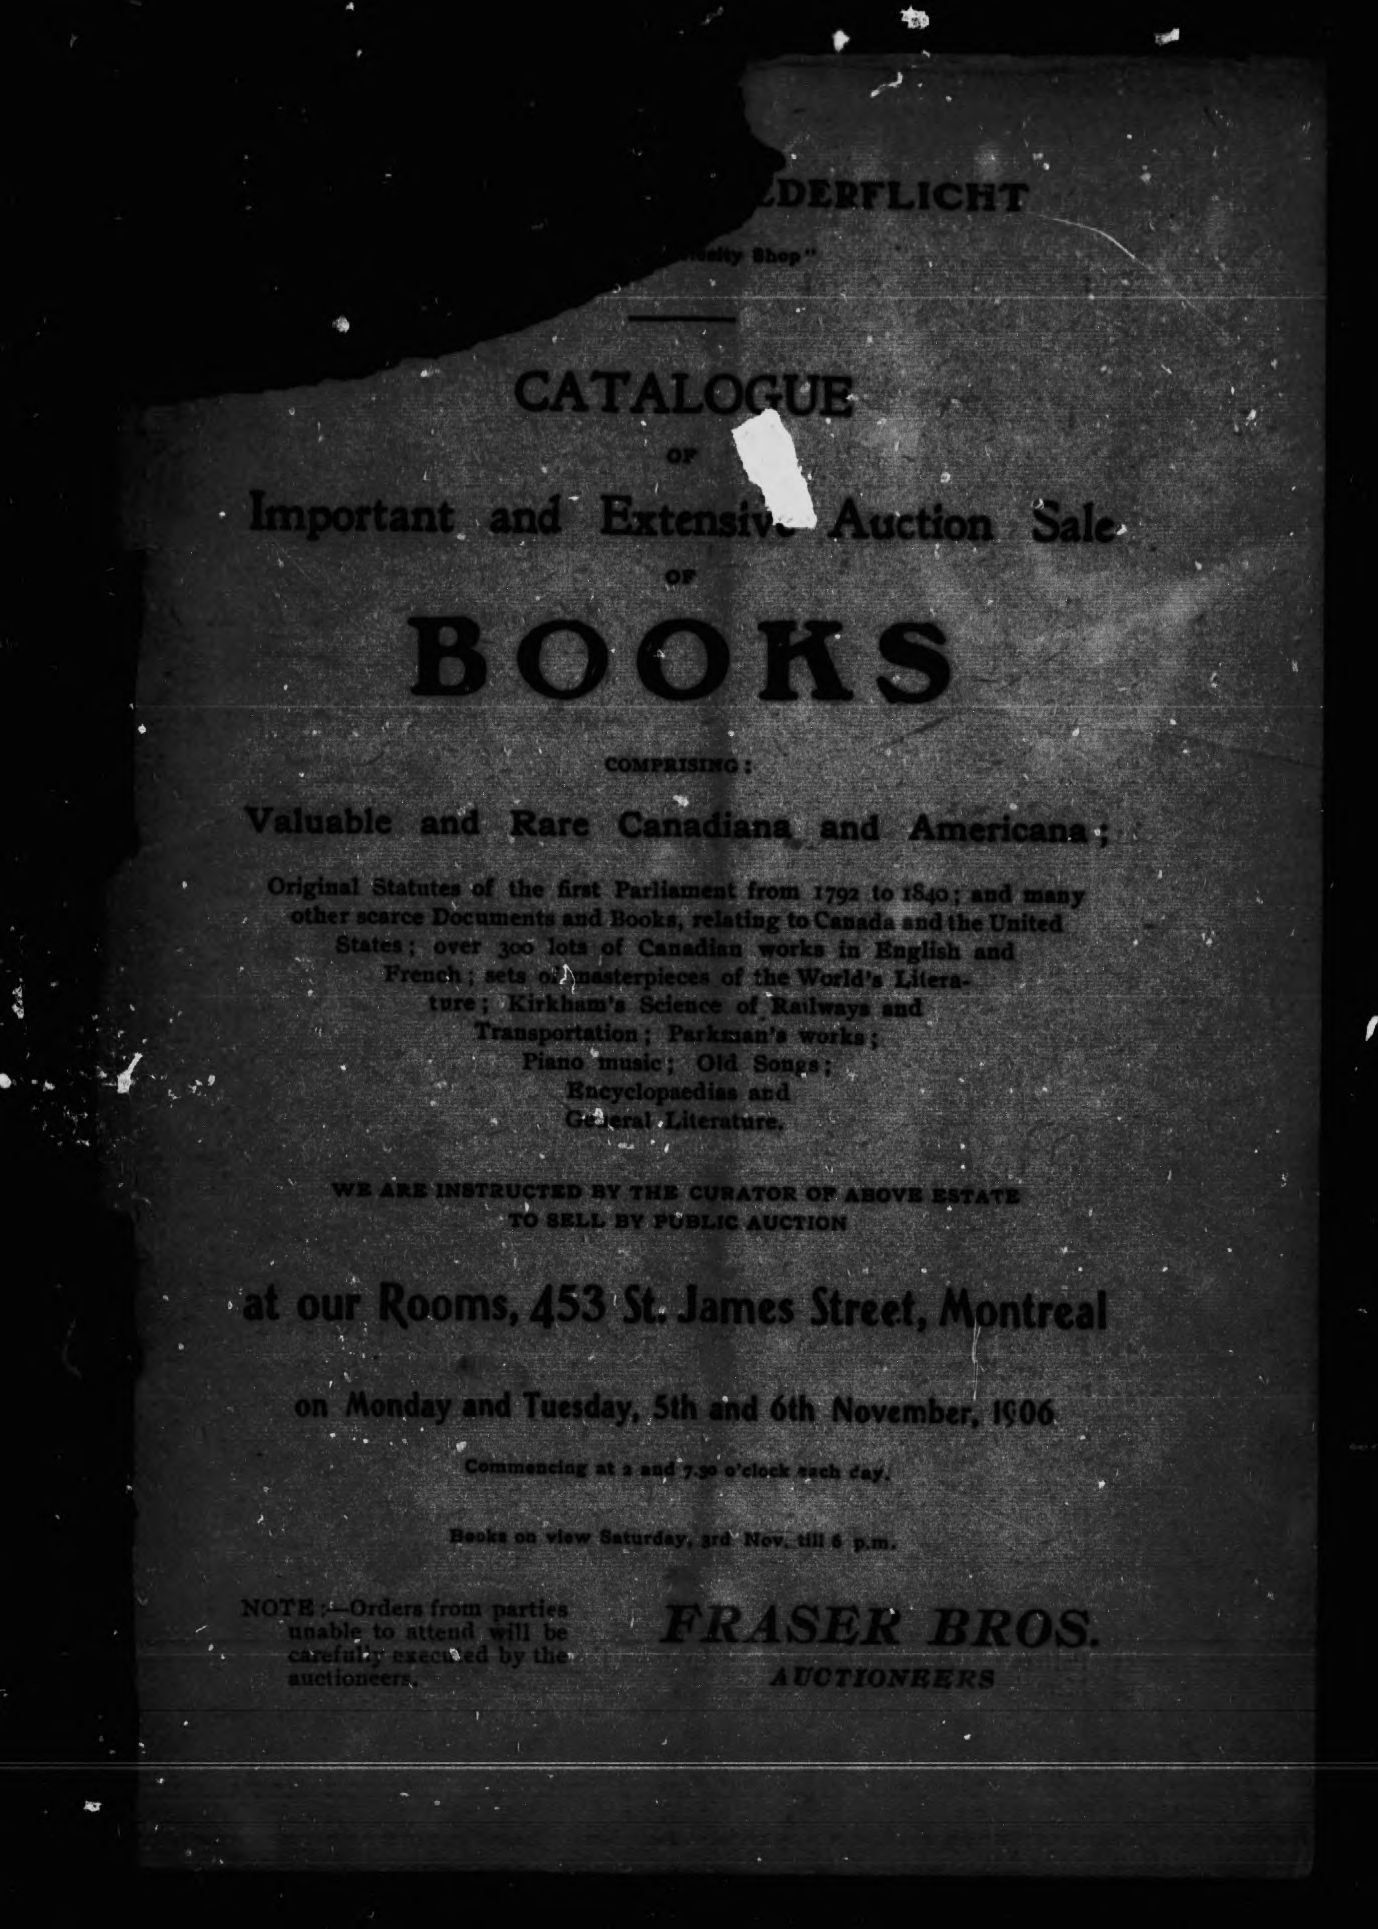 DERFLICHT
Shop"
CATALOGUE
OF
Important and Extensive Auction Sale
OF
BOOKS
COMPRISING:
Valuable and Rare Canadiana and Americana;
Original Statutes of the first Parliament from 1792 to 1840; and many
other scarce Documents and Books, relating to Canada and the United
States; over 300 lots of Canadian works in English and
French; sets of masterpieces of the World's Litera-
ture; Kirkham's Science of Railways and
Transportation; Parkman's works;
Piano music; Old Songs;
Encyclopaedias and
General Literature.
WE ARE INSTRUCTED BY THE CURATOR OF ABOVE ESTATE
TO SELL BY PUBLIC AUCTION
at our Rooms, 453 St. James Street, Montreal
on Monday and Tuesday, 5th and 6th November, 1906
Commencing at 2 and 7.30 o'clock each day.
Books on view Saturday, 3rd Nov. till 6 p.m.
NOTE:—Orders from parties
unable to attend will be
carefully executed by the
auctioneers.
FRASER BROS.
AUCTIONEERS